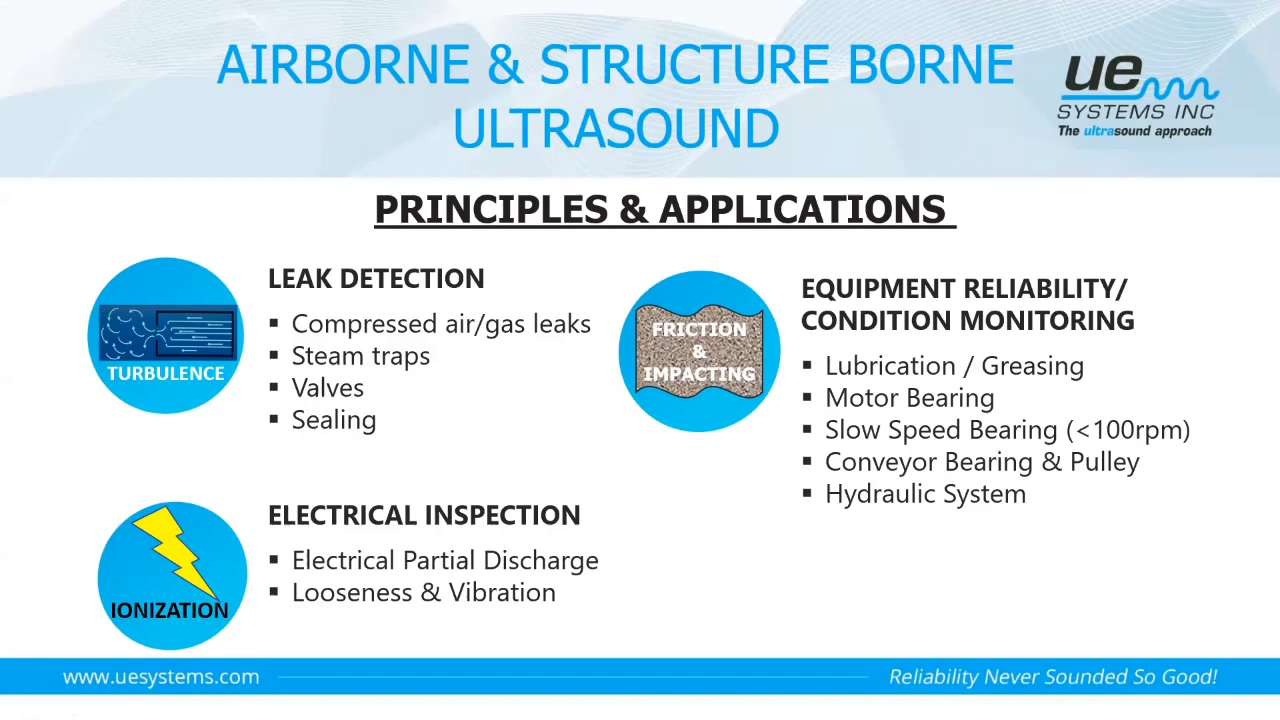 AIRBORNE & STRUCTURE BORNE
ULTRASOUND
ue
SYSTEMS INC
The ultrasound approach
PRINCIPLES & APPLICATIONS
TURBULENCE
LEAK DETECTION
▪ Compressed air/gas leaks
▪ Steam traps
▪ Valves
▪ Sealing
IONIZATION
ELECTRICAL INSPECTION
▪ Electrical Partial Discharge
▪ Looseness & Vibration
FRICTION
&
IMPACTING
EQUIPMENT RELIABILITY/
CONDITION MONITORING
▪ Lubrication / Greasing
▪ Motor Bearing
▪ Slow Speed Bearing (<100rpm)
▪ Conveyor Bearing & Pulley
▪ Hydraulic System
www.uesystems.com
Reliability Never Sounded So Good!